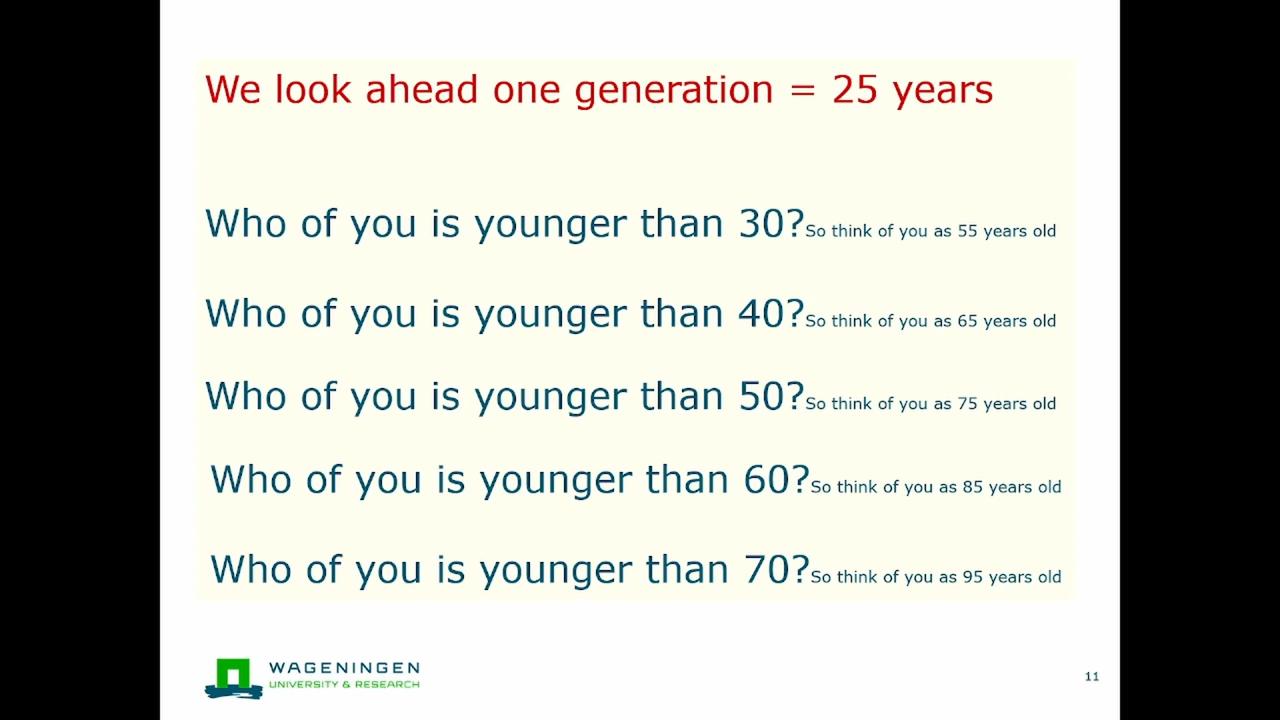 We look ahead one generation = 25 years
Who of you is younger than 30?So think of you as 55 years old
Who of you is younger than 40?So think of you as 65 years old
Who of you is younger than 50?So think of you as 75 years old
Who of you is younger than 60?So think of you as 85 years old
Who of you is younger than 70?So think of you as 95 years old
WAGENINGEN
UNIVERSITY & RESEARCH
11